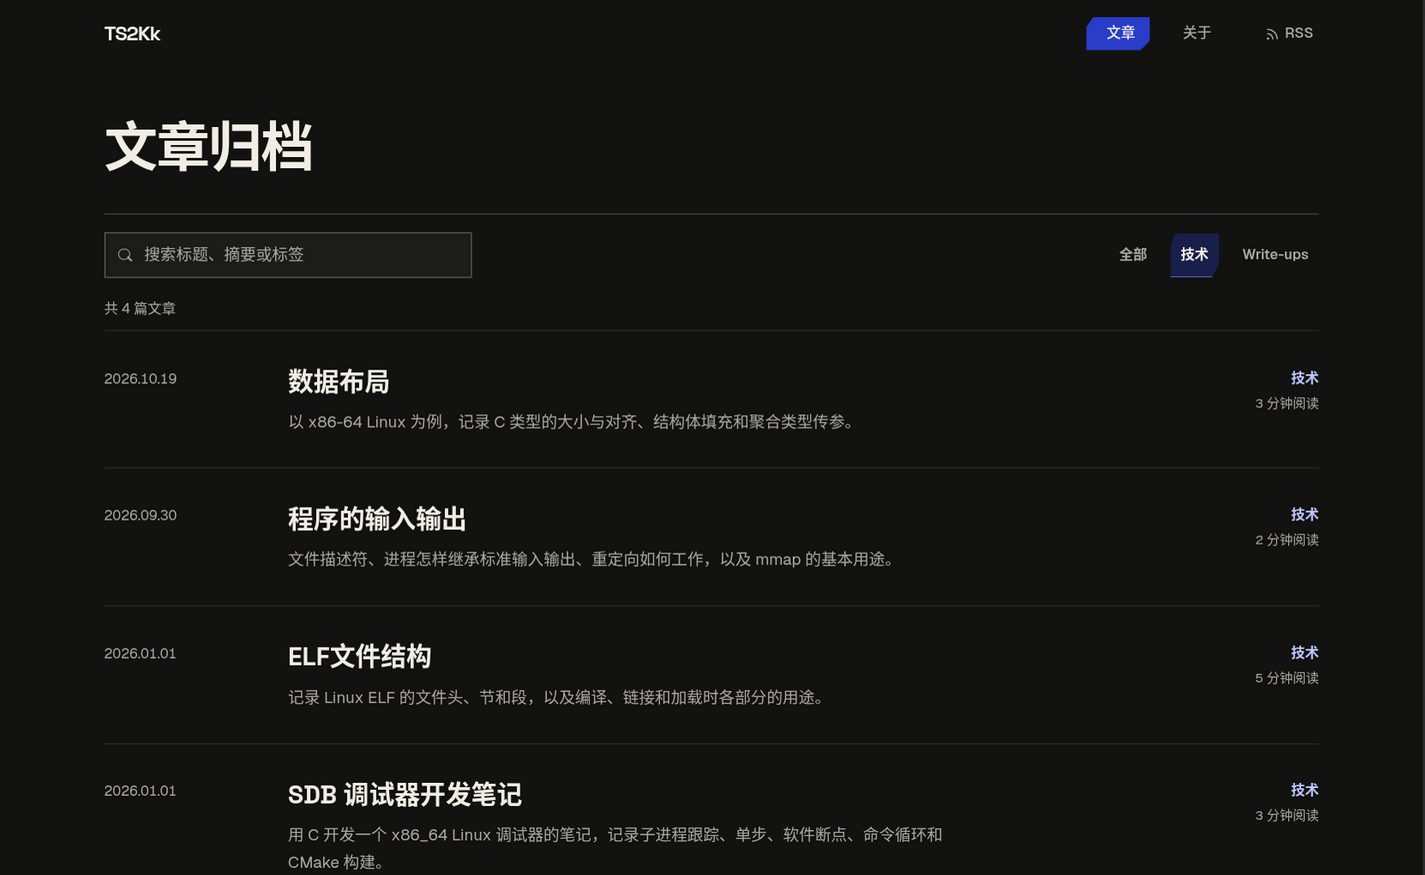 TS2Kk
文章
关于
RSS
文章归档
搜索标题、摘要或标签
全部
技术
Write-ups
共 4 篇文章
2026.10.19
数据布局
技术
以 x86-64 Linux 为例，记录 C 类型的大小与对齐、结构体填充和聚合类型传参。
3 分钟阅读
2026.09.30
程序的输入输出
技术
文件描述符、进程怎样继承标准输入输出、重定向如何工作，以及 mmap 的基本用途。
2 分钟阅读
2026.01.01
ELF文件结构
技术
记录 Linux ELF 的文件头、节和段，以及编译、链接和加载时各部分的用途。
5 分钟阅读
2026.01.01
SDB 调试器开发笔记
技术
用 C 开发一个 x86_64 Linux 调试器的笔记，记录子进程跟踪、单步、软件断点、命令循环和
CMake 构建。
3 分钟阅读